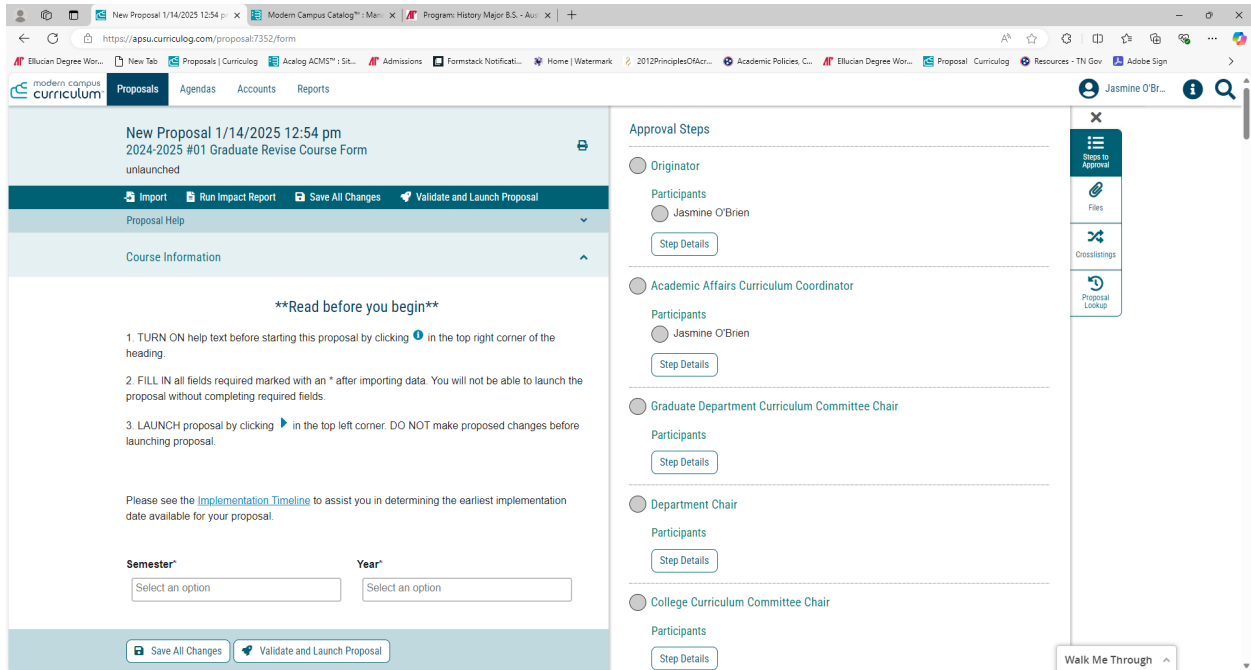 New Proposal 1/14/2025 12:54 pr
Modern Campus Catalog™ : Man
Program: History Major B.S. - Aus
https://apsu.curriculog.com/proposal:7352/form
Ellucian Degree Wor...
New Tab
Proposals | Curriculog
Acalog ACMS™ : Sit...
Admissions
Formstack Notificati...
Home | Watermark
2012PrinciplesOfAcr...
Academic Policies, C...
Ellucian Degree Wor...
Proposal Curriculog
Resources - TN Gov
Adobe Sign
modern campus
curriculum™
Proposals
Agendas
Accounts
Reports
Jasmine O'Br...
New Proposal 1/14/2025 12:54 pm
2024-2025 #01 Graduate Revise Course Form
unlaunched
Import
Run Impact Report
Save All Changes
Validate and Launch Proposal
Proposal Help
Course Information
**Read before you begin**
1. TURN ON help text before starting this proposal by clicking in the top right corner of the
heading.
2. FILL IN all fields required marked with an * after importing data. You will not be able to launch the
proposal without completing required fields.
3. LAUNCH proposal by clicking in the top left corner. DO NOT make proposed changes before
launching proposal.
Please see the Implementation Timeline to assist you in determining the earliest implementation
date available for your proposal.
Semester*
Year*
Select an option
Select an option
Save All Changes
Validate and Launch Proposal
Approval Steps
Originator
Participants
Jasmine O'Brien
Step Details
Academic Affairs Curriculum Coordinator
Participants
Jasmine O'Brien
Step Details
Graduate Department Curriculum Committee Chair
Participants
Step Details
Department Chair
Participants
Step Details
College Curriculum Committee Chair
Participants
Step Details
Steps to
Approval
Files
Crosslistings
Proposal
Lookup
Walk Me Through